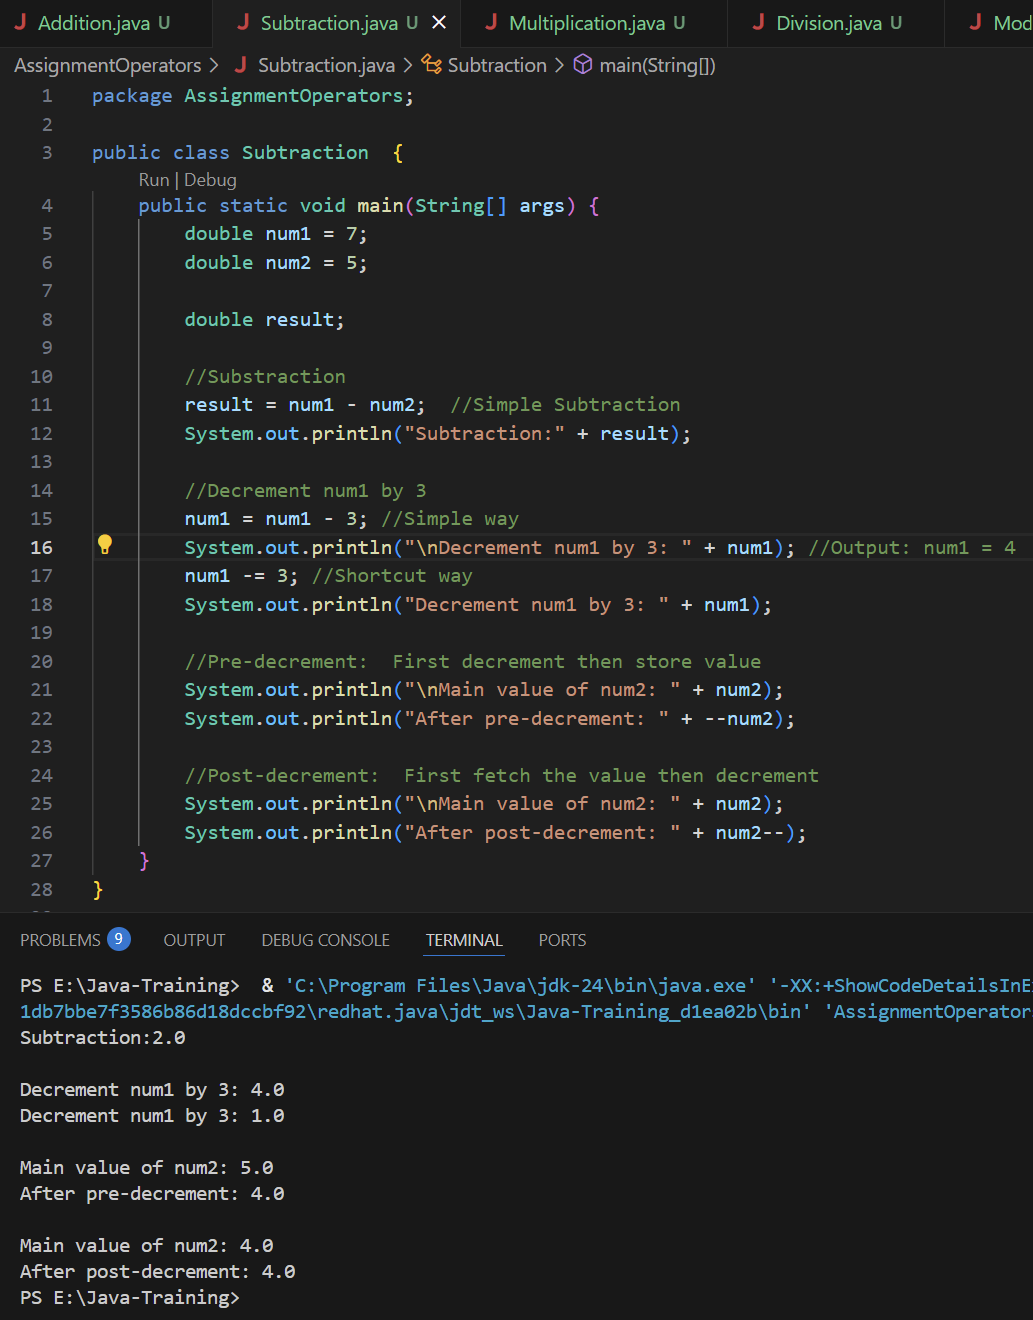 J Addition.java U J Subtraction.java U × J Multiplication.java U J Division.java U J Mod
AssignmentOperators > J Subtraction.java > Subtraction > main(String[])
1 package AssignmentOperators;
2
3 public class Subtraction  {
Run | Debug
4 public static void main(String[] args) {
5 double num1 = 7;
6 double num2 = 5;
7
8 double result;
9
10 //Substraction
11 result = num1 - num2;  //Simple Subtraction
12 System.out.println("Subtraction:" + result);
13
14 //Decrement num1 by 3
15 num1 = num1 - 3; //Simple way
16 System.out.println("\nDecrement num1 by 3: " + num1); //Output: num1 = 4
17 num1 -= 3; //Shortcut way
18 System.out.println("Decrement num1 by 3: " + num1);
19
20 //Pre-decrement:  First decrement then store value
21 System.out.println("\nMain value of num2: " + num2);
22 System.out.println("After pre-decrement: " + --num2);
23
24 //Post-decrement:  First fetch the value then decrement
25 System.out.println("\nMain value of num2: " + num2);
26 System.out.println("After post-decrement: " + num2--);
27 }
28 }
PROBLEMS 9 OUTPUT DEBUG CONSOLE TERMINAL PORTS
PS E:\Java-Training>  & 'C:\Program Files\Java\jdk-24\bin\java.exe' '-XX:+ShowCodeDetailsInE
1db7bbe7f3586b86d18dccbf92\redhat.java\jdt_ws\Java-Training_d1ea02b\bin' 'AssignmentOperator
Subtraction:2.0
Decrement num1 by 3: 4.0
Decrement num1 by 3: 1.0
Main value of num2: 5.0
After pre-decrement: 4.0
Main value of num2: 4.0
After post-decrement: 4.0
PS E:\Java-Training>